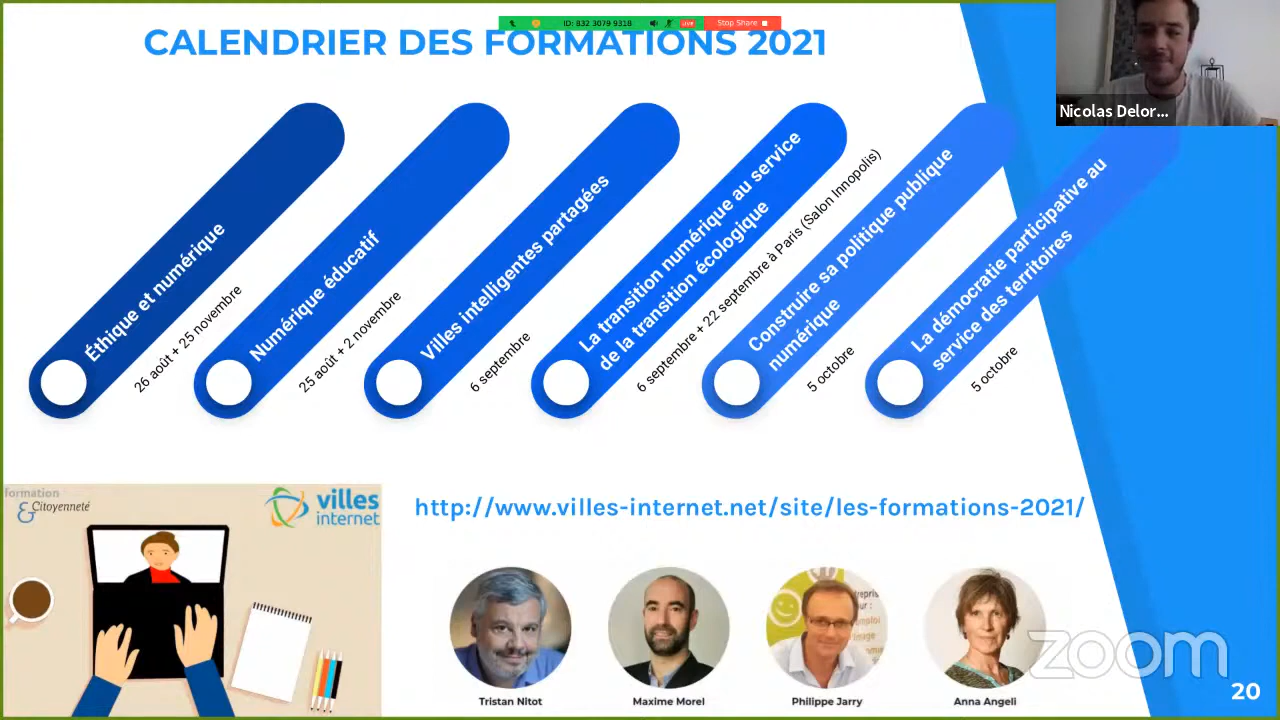 ID: 832 3079 9318
LIVE
Stop Share
CALENDRIER DES FORMATIONS 2021
Nicolas Delor...
Éthique et numérique
26 août + 25 novembre
Numérique éducatif
25 août + 2 novembre
Villes intelligentes partagées
6 septembre
La transition numérique au service
de la transition écologique
6 septembre + 22 septembre à Paris (Salon Innopolis)
Construire sa politique publique
numérique
5 octobre
La démocratie participative au
service des territoires
5 octobre
formation
& Citoyenneté
villes
internet
http://www.villes-internet.net/site/les-formations-2021/
Tristan Nitot
Maxime Morel
Philippe Jarry
Anna Angeli
zoom
20